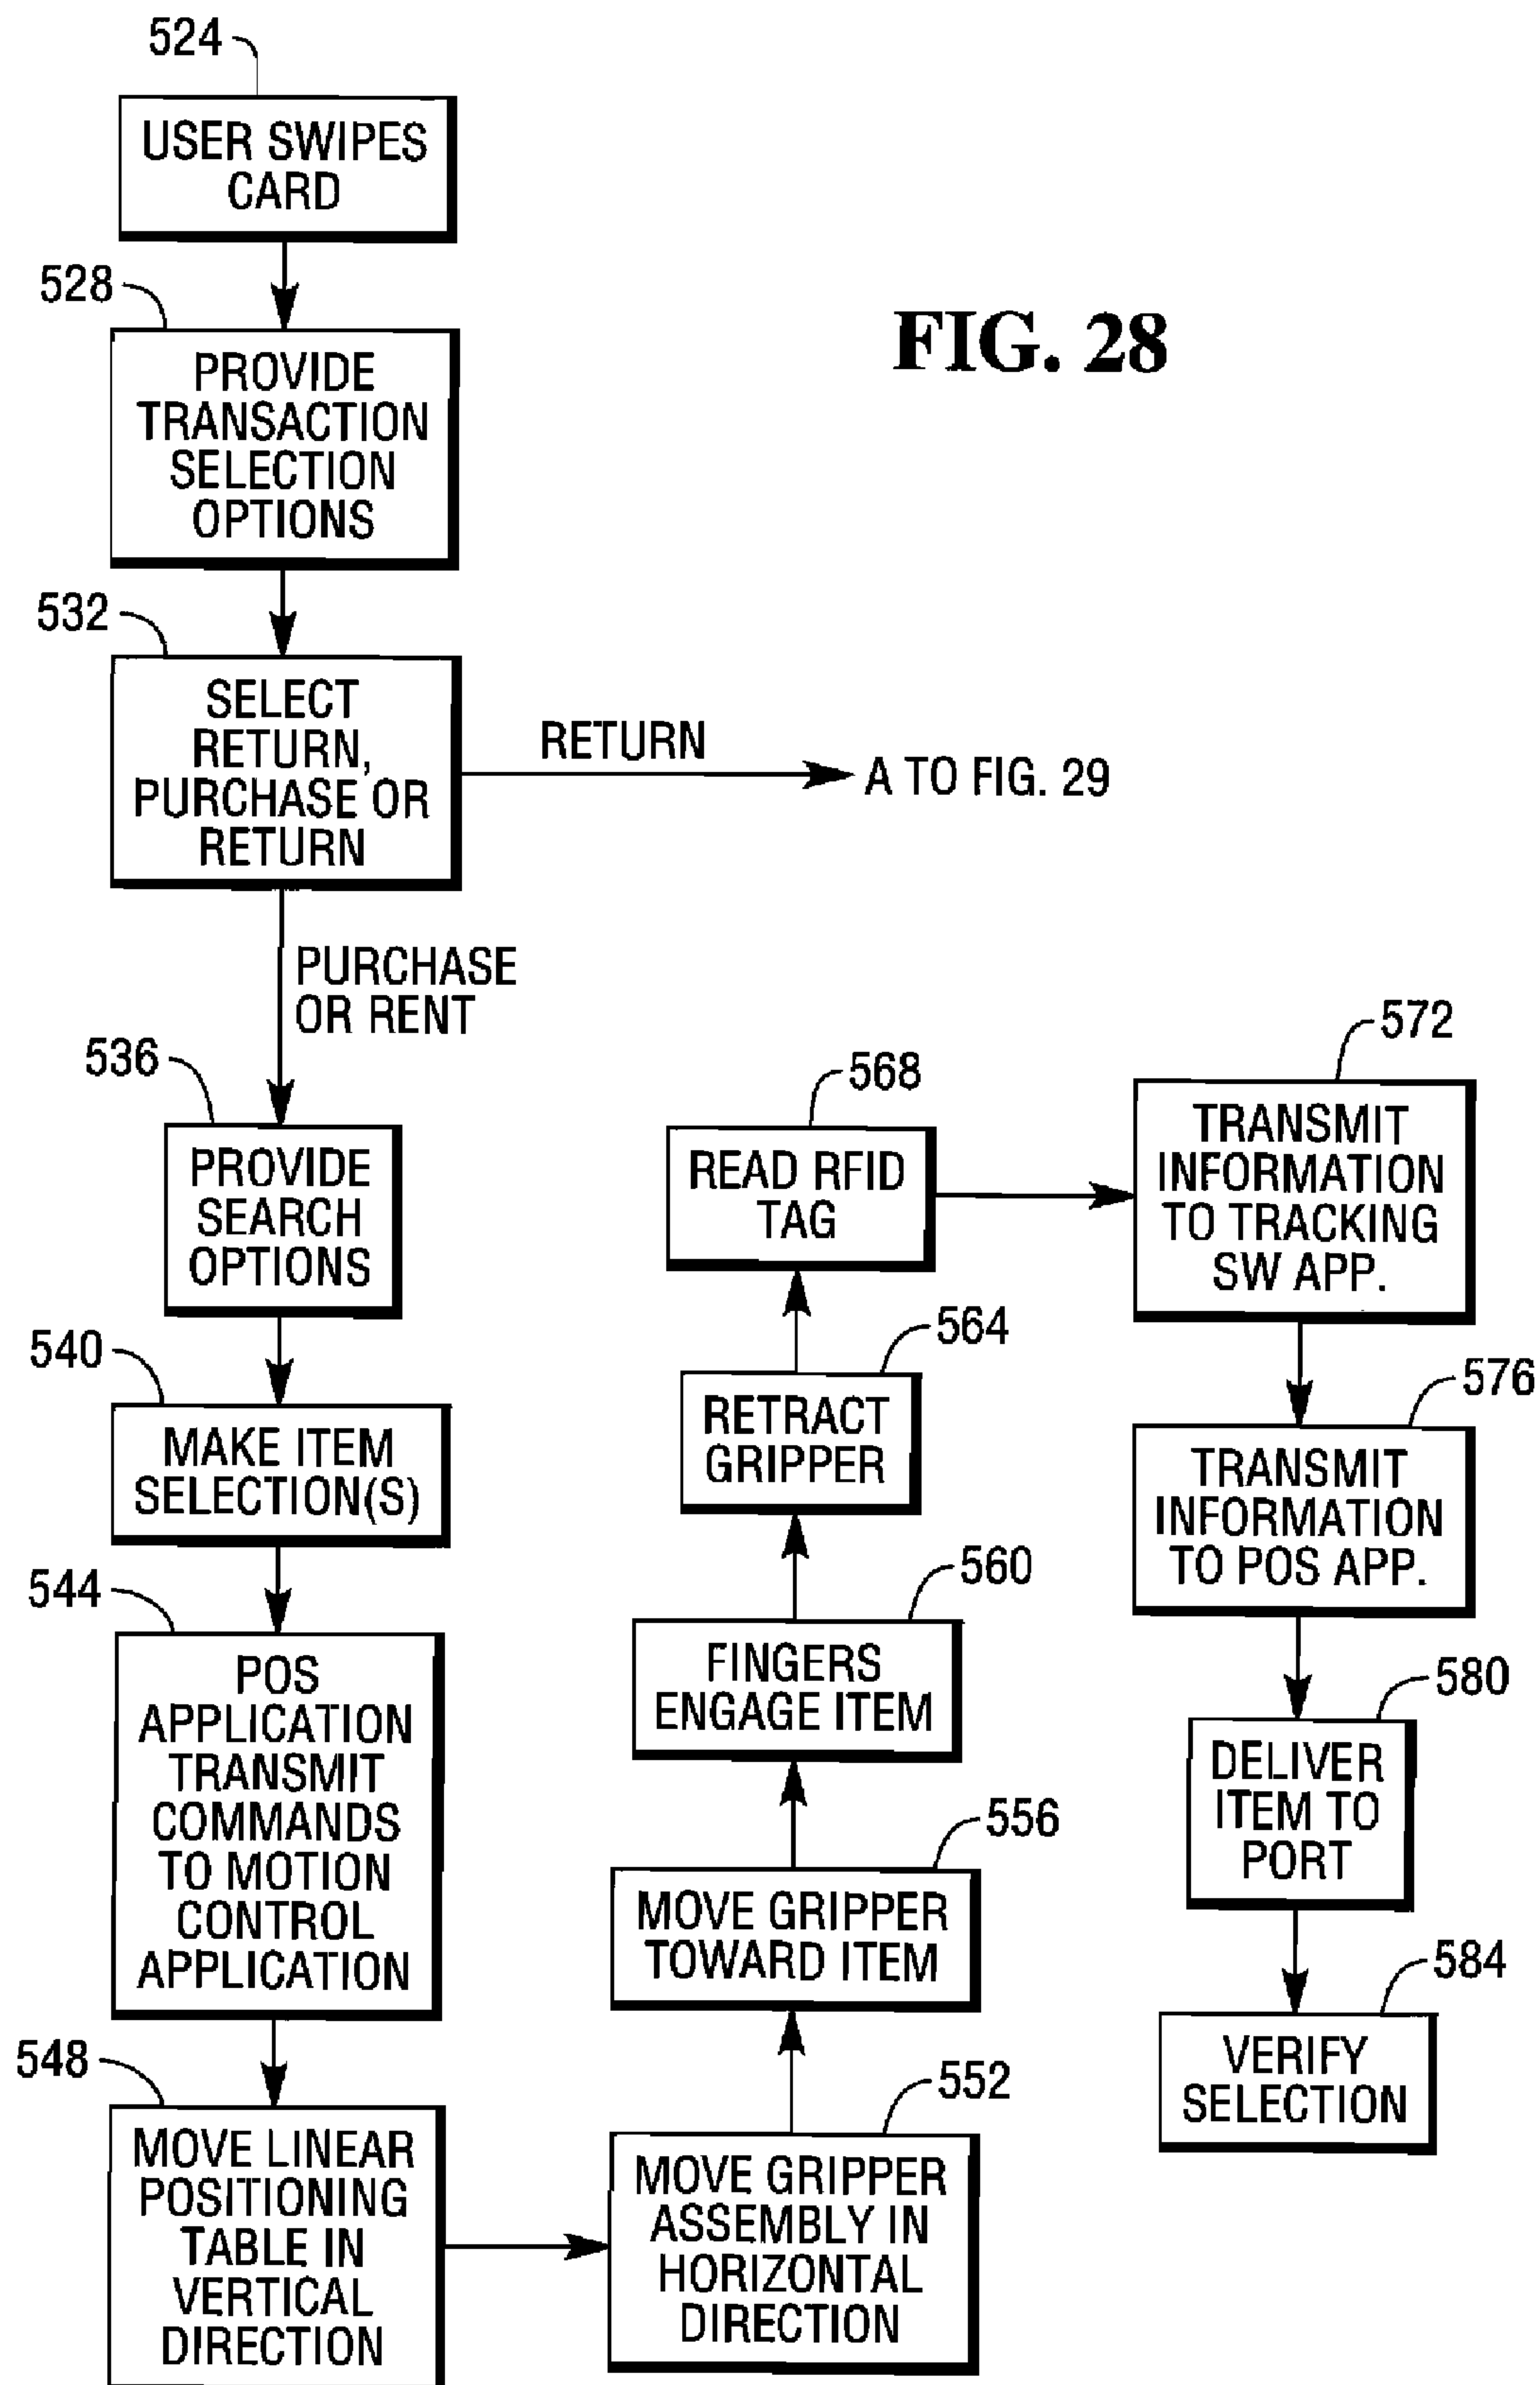 524
USER SWIPES
CARD
528
PROVIDE
TRANSACTION
SELECTION
OPTIONS
FIG. 28
532
SELECT
RETURN,
PURCHASE OR
RETURN
RETURN
A TO FIG. 29
PURCHASE
OR RENT
536
PROVIDE
SEARCH
OPTIONS
540
MAKE ITEM
SELECTION(S)
544
POS
APPLICATION
TRANSMIT
COMMANDS
TO MOTION
CONTROL
APPLICATION
548
MOVE LINEAR
POSITIONING
TABLE IN
VERTICAL
DIRECTION
552
MOVE GRIPPER
ASSEMBLY IN
HORIZONTAL
DIRECTION
556
MOVE GRIPPER
TOWARD ITEM
560
FINGERS
ENGAGE ITEM
564
RETRACT
GRIPPER
568
READ RFID
TAG
572
TRANSMIT
INFORMATION
TO TRACKING
SW APP.
576
TRANSMIT
INFORMATION
TO POS APP.
580
DELIVER
ITEM TO
PORT
584
VERIFY
SELECTION